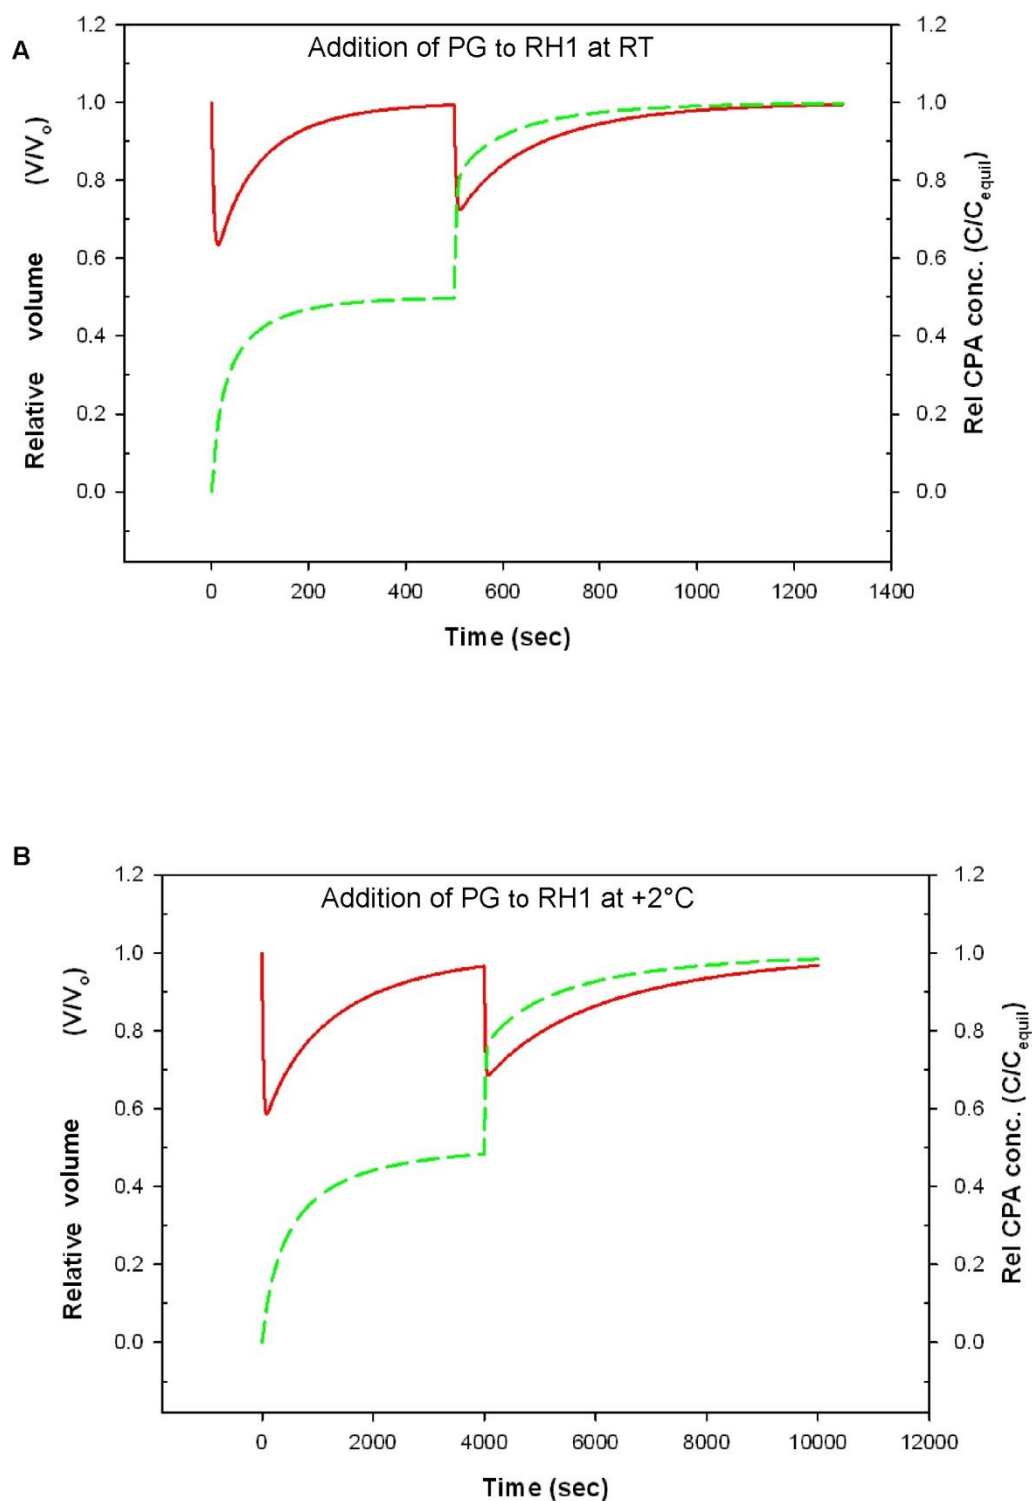 A
Addition of PG to RH1 at RT
1.2
1.0
0.8
0.6
0.4
0.2
0.0
Relative volume (V/Vo)
1.2
1.0
0.8
0.6
0.4
0.2
0.0
Rel CPA conc. (C/Cequil)
0 200 400 600 800 1000 1200 1400
Time (sec)
B
Addition of PG to RH1 at +2°C
1.2
1.0
0.8
0.6
0.4
0.2
0.0
Relative volume (V/Vo)
1.2
1.0
0.8
0.6
0.4
0.2
0.0
Rel CPA conc. (C/Cequil)
0 2000 4000 6000 8000 10000 12000
Time (sec)